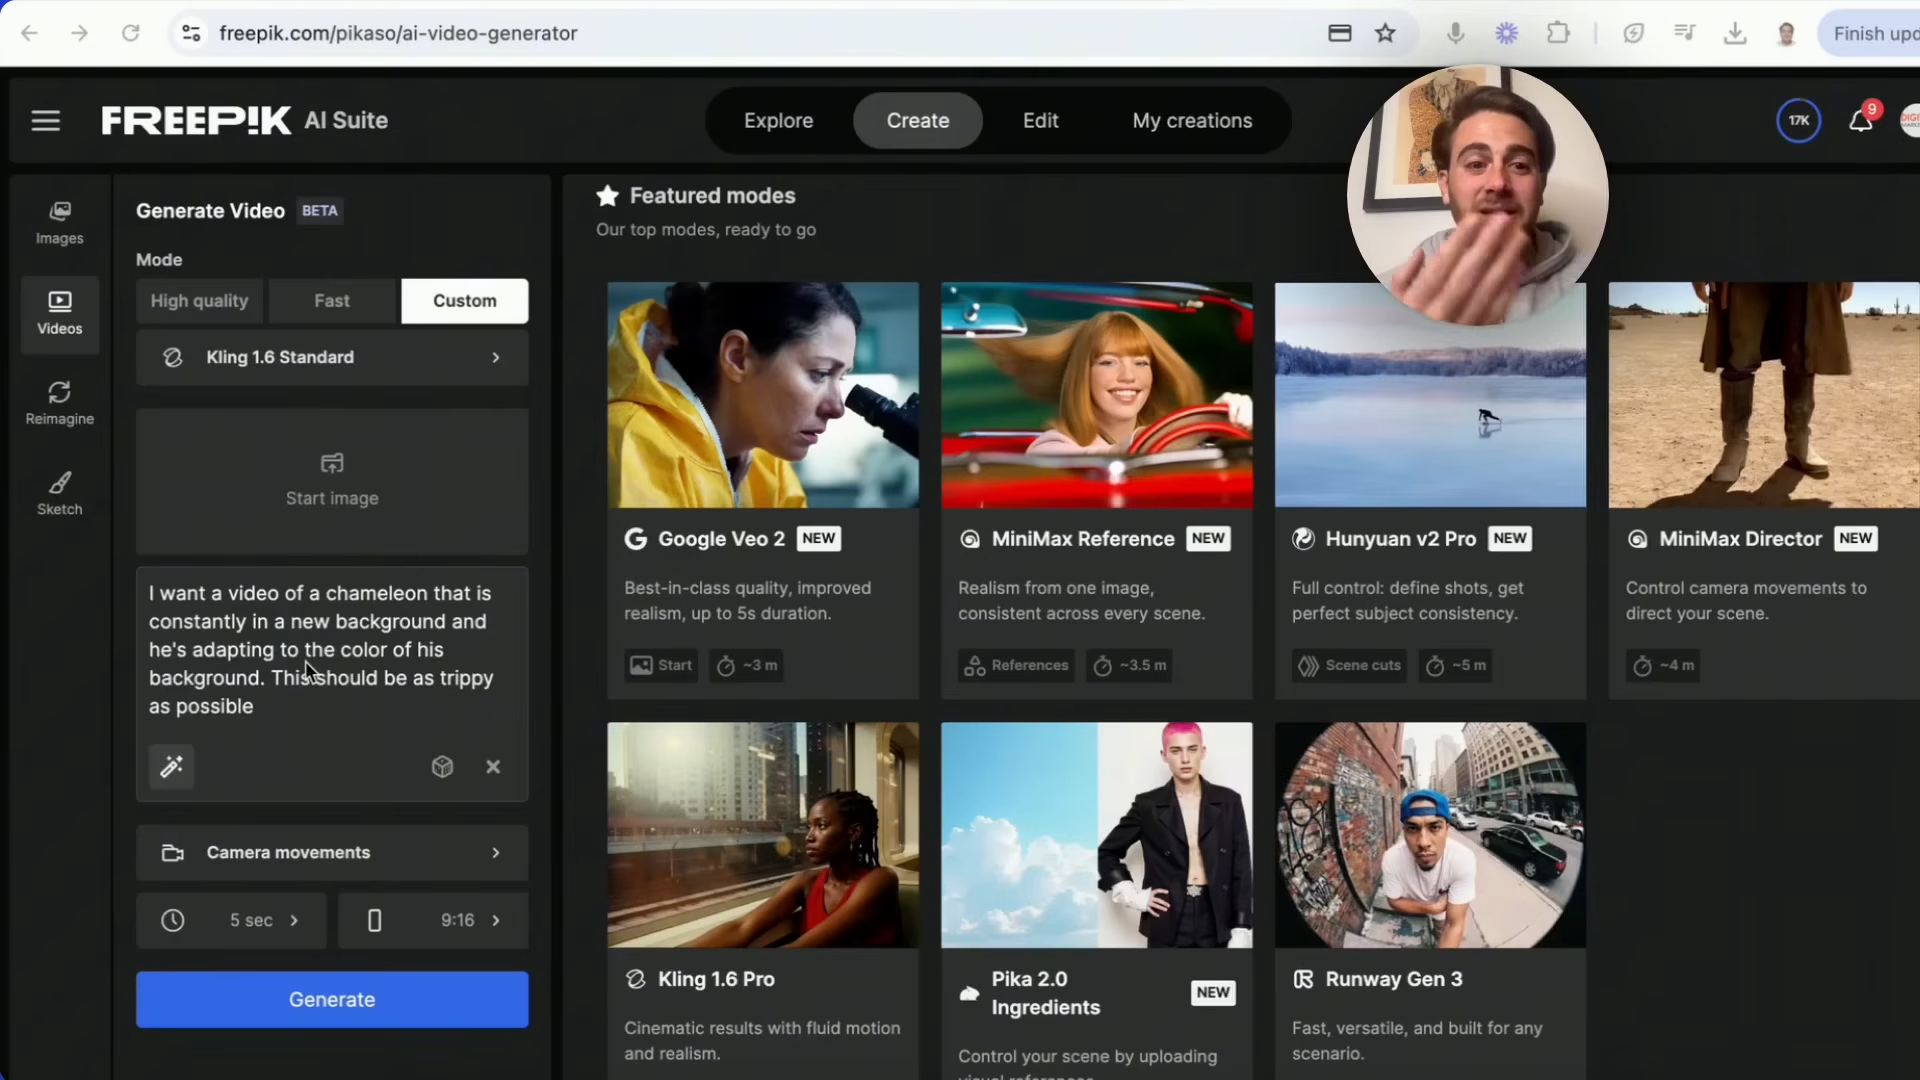 freepik.com/pikaso/ai-video-generator
Finish upd
FREEP!K AI Suite
Explore
Create
Edit
My creations
17K
9
DIGI
Images
Videos
Reimagine
Sketch
Generate Video BETA
Mode
High quality
Fast
Custom
Kling 1.6 Standard
Start image
I want a video of a chameleon that is
constantly in a new background and
he's adapting to the color of his
background. This should be as trippy
as possible
Camera movements
5 sec
9:16
Generate
Featured modes
Our top modes, ready to go
Google Veo 2 NEW
Best-in-class quality, improved
realism, up to 5s duration.
Start
~3 m
MiniMax Reference NEW
Realism from one image,
consistent across every scene.
References
~3.5 m
Hunyuan v2 Pro NEW
Full control: define shots, get
perfect subject consistency.
Scene cuts
~5 m
MiniMax Director NEW
Control camera movements to
direct your scene.
~4 m
Kling 1.6 Pro
Cinematic results with fluid motion
and realism.
Pika 2.0
Ingredients
NEW
Control your scene by uploading
Runway Gen 3
Fast, versatile, and built for any
scenario.